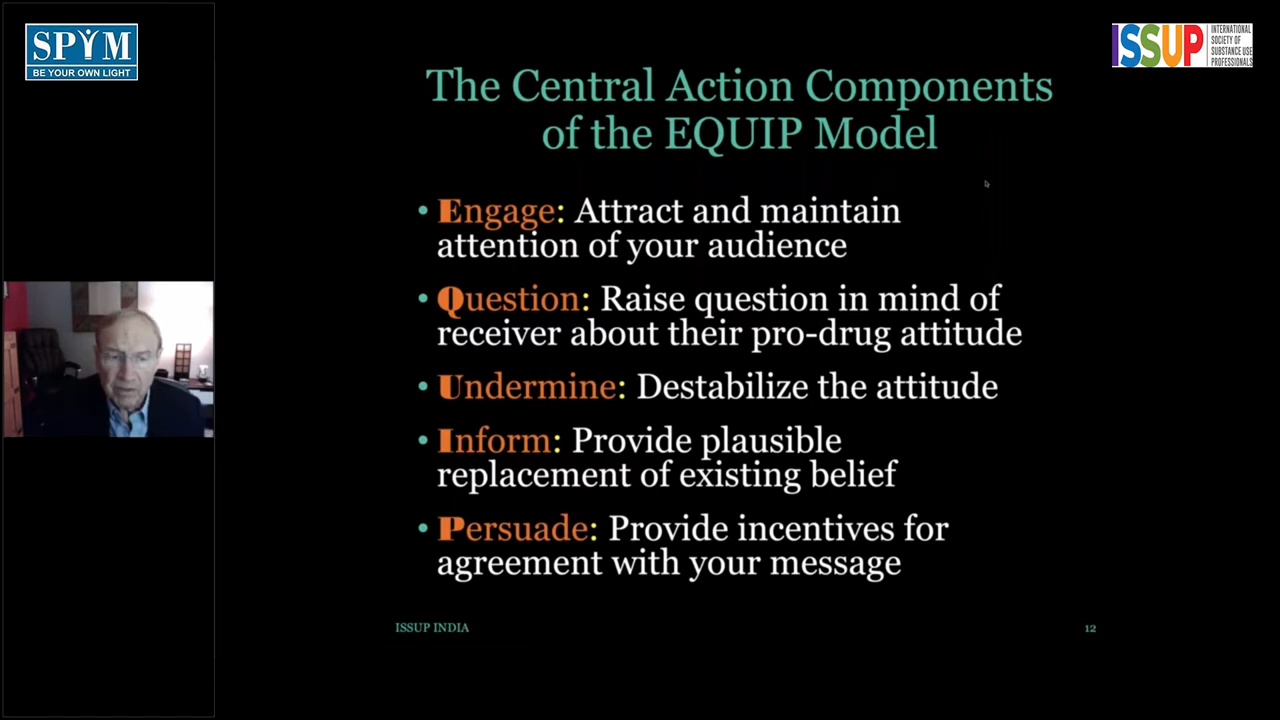 SPYM
BE YOUR OWN LIGHT
ISSUP
INTERNATIONAL
SOCIETY OF
SUBSTANCE USE
PROFESSIONALS
The Central Action Components
of the EQUIP Model
• Engage: Attract and maintain
attention of your audience
• Question: Raise question in mind of
receiver about their pro-drug attitude
• Undermine: Destabilize the attitude
• Inform: Provide plausible
replacement of existing belief
• Persuade: Provide incentives for
agreement with your message
ISSUP INDIA
12